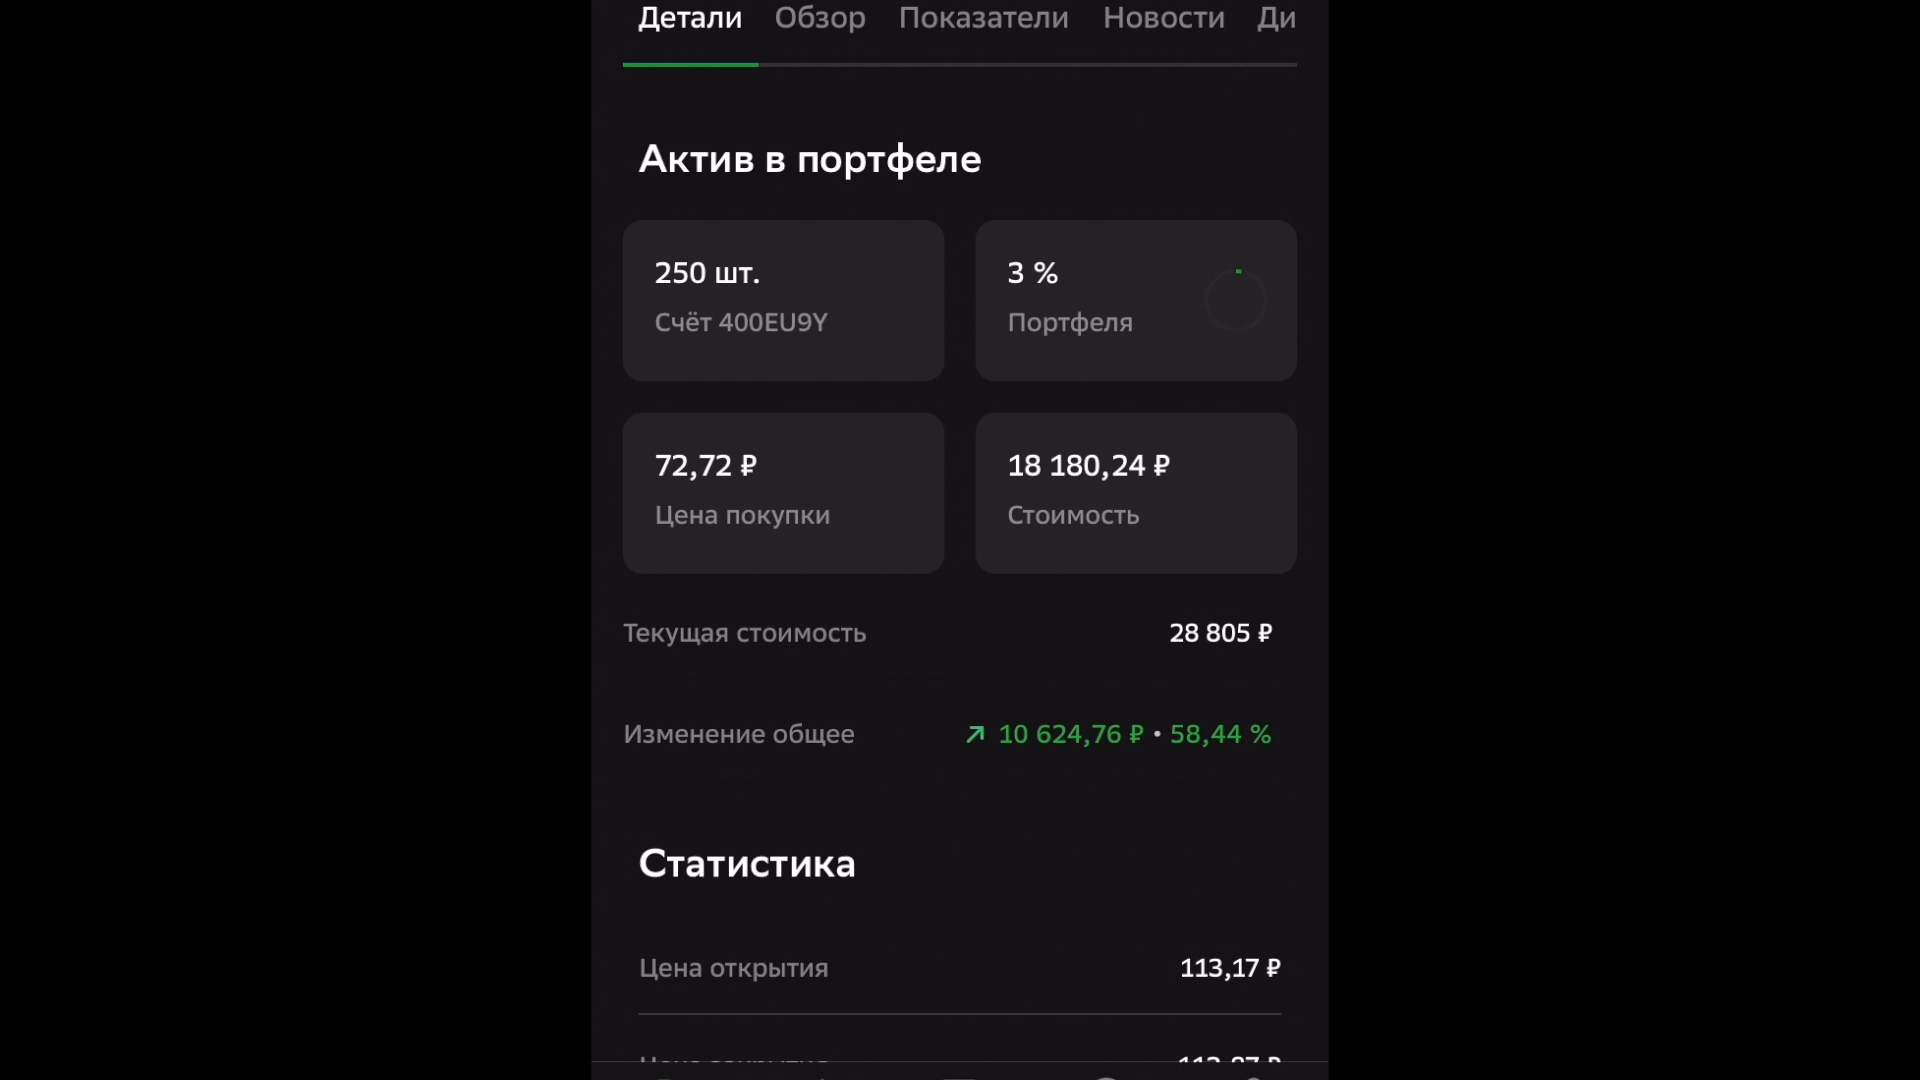 Детали Обзор Показатели Новости Ди
Актив в портфеле
250 шт.
Счёт 400EU9Y
3 %
Портфеля
72,72 ₽
Цена покупки
18 180,24 ₽
Стоимость
Текущая стоимость 28 805 ₽
Изменение общее 10 624,76 ₽ • 58,44 %
Статистика
Цена открытия 113,17 ₽